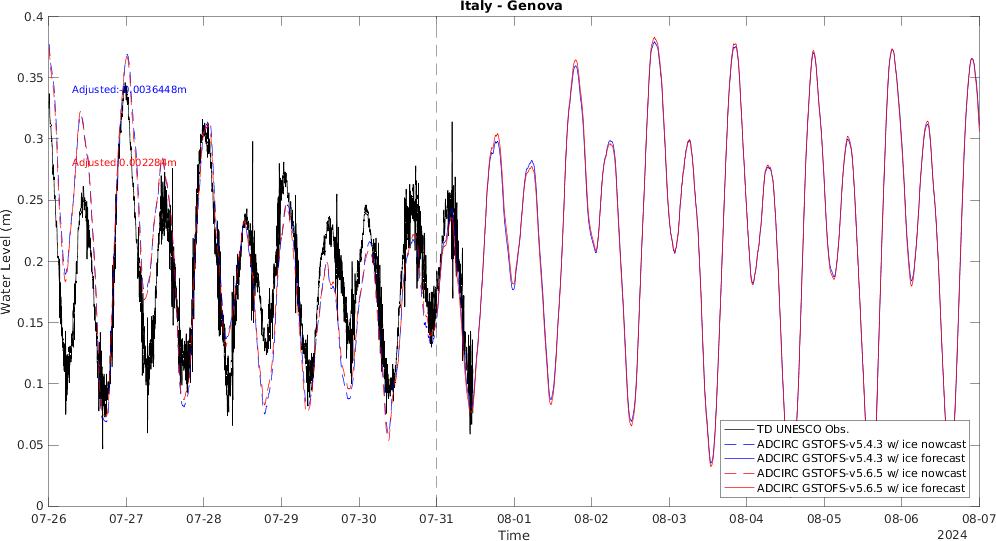 Italy - Genova
Water Level (m)
0.4
0.35
0.3
0.25
0.2
0.15
0.1
0.05
0
Adjusted:-0.0036448m
Adjusted:0.002284m
TD UNESCO Obs.
ADCIRC GSTOFS-v5.4.3 w/ ice nowcast
ADCIRC GSTOFS-v5.4.3 w/ ice forecast
ADCIRC GSTOFS-v5.6.5 w/ ice nowcast
ADCIRC GSTOFS-v5.6.5 w/ ice forecast
07-26 07-27 07-28 07-29 07-30 07-31 08-01 08-02 08-03 08-04 08-05 08-06 08-07
Time
2024